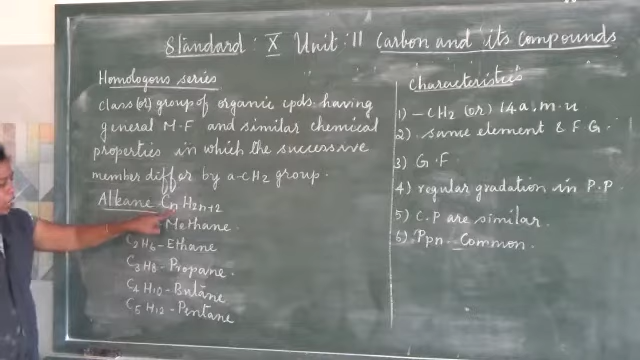 Standard : X Unit : II Carbon and its compounds
Homologous series
Class (or) group of organic cpds. having
general M.F and similar chemical
properties in which the successive
member differ by a -CH2 group.
Alkane CnH2n+2
Methane.
C2H6 - Ethane
C3H8 - Propane.
C4H10 - Butane
C5H12 - Pentane
Characteristics
1) -CH2 (or) 14 a.m.u
2) Same element & F G.
3) G.F.
4) regular gradation in P.P
5) C.P are similar.
6) Ppn - Common.